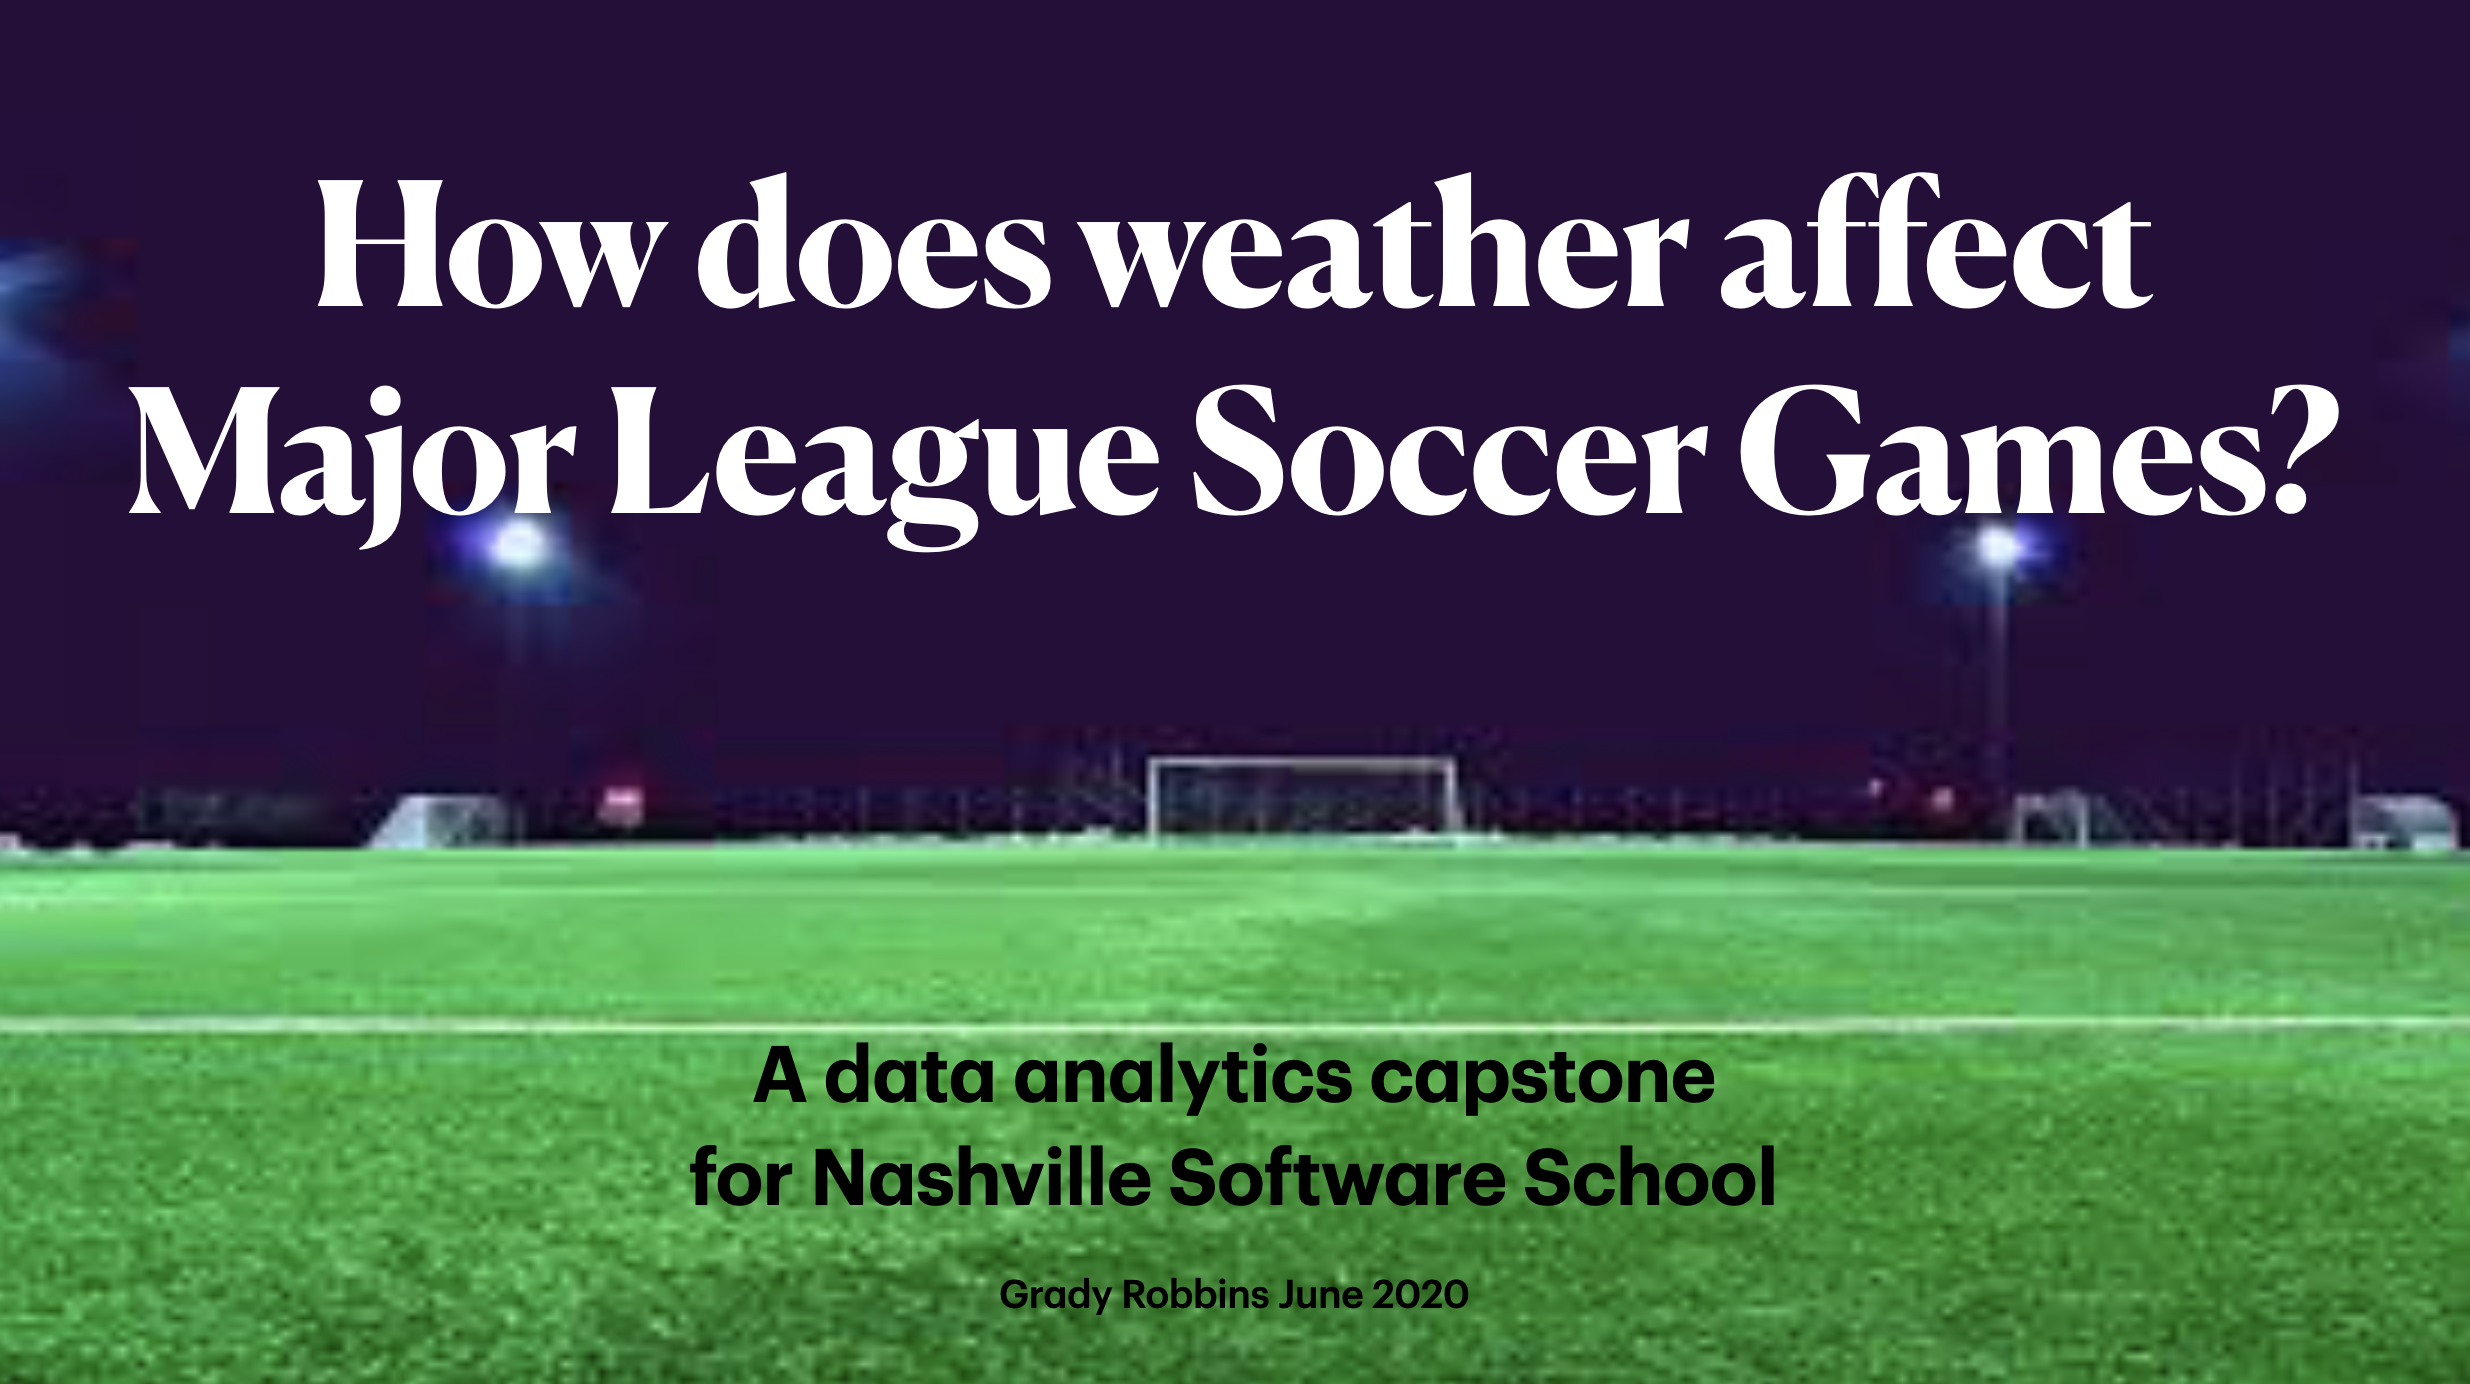 How does weather affect
Major League Soccer Games?
A data analytics capstone
for Nashville Software School
Grady Robbins June 2020